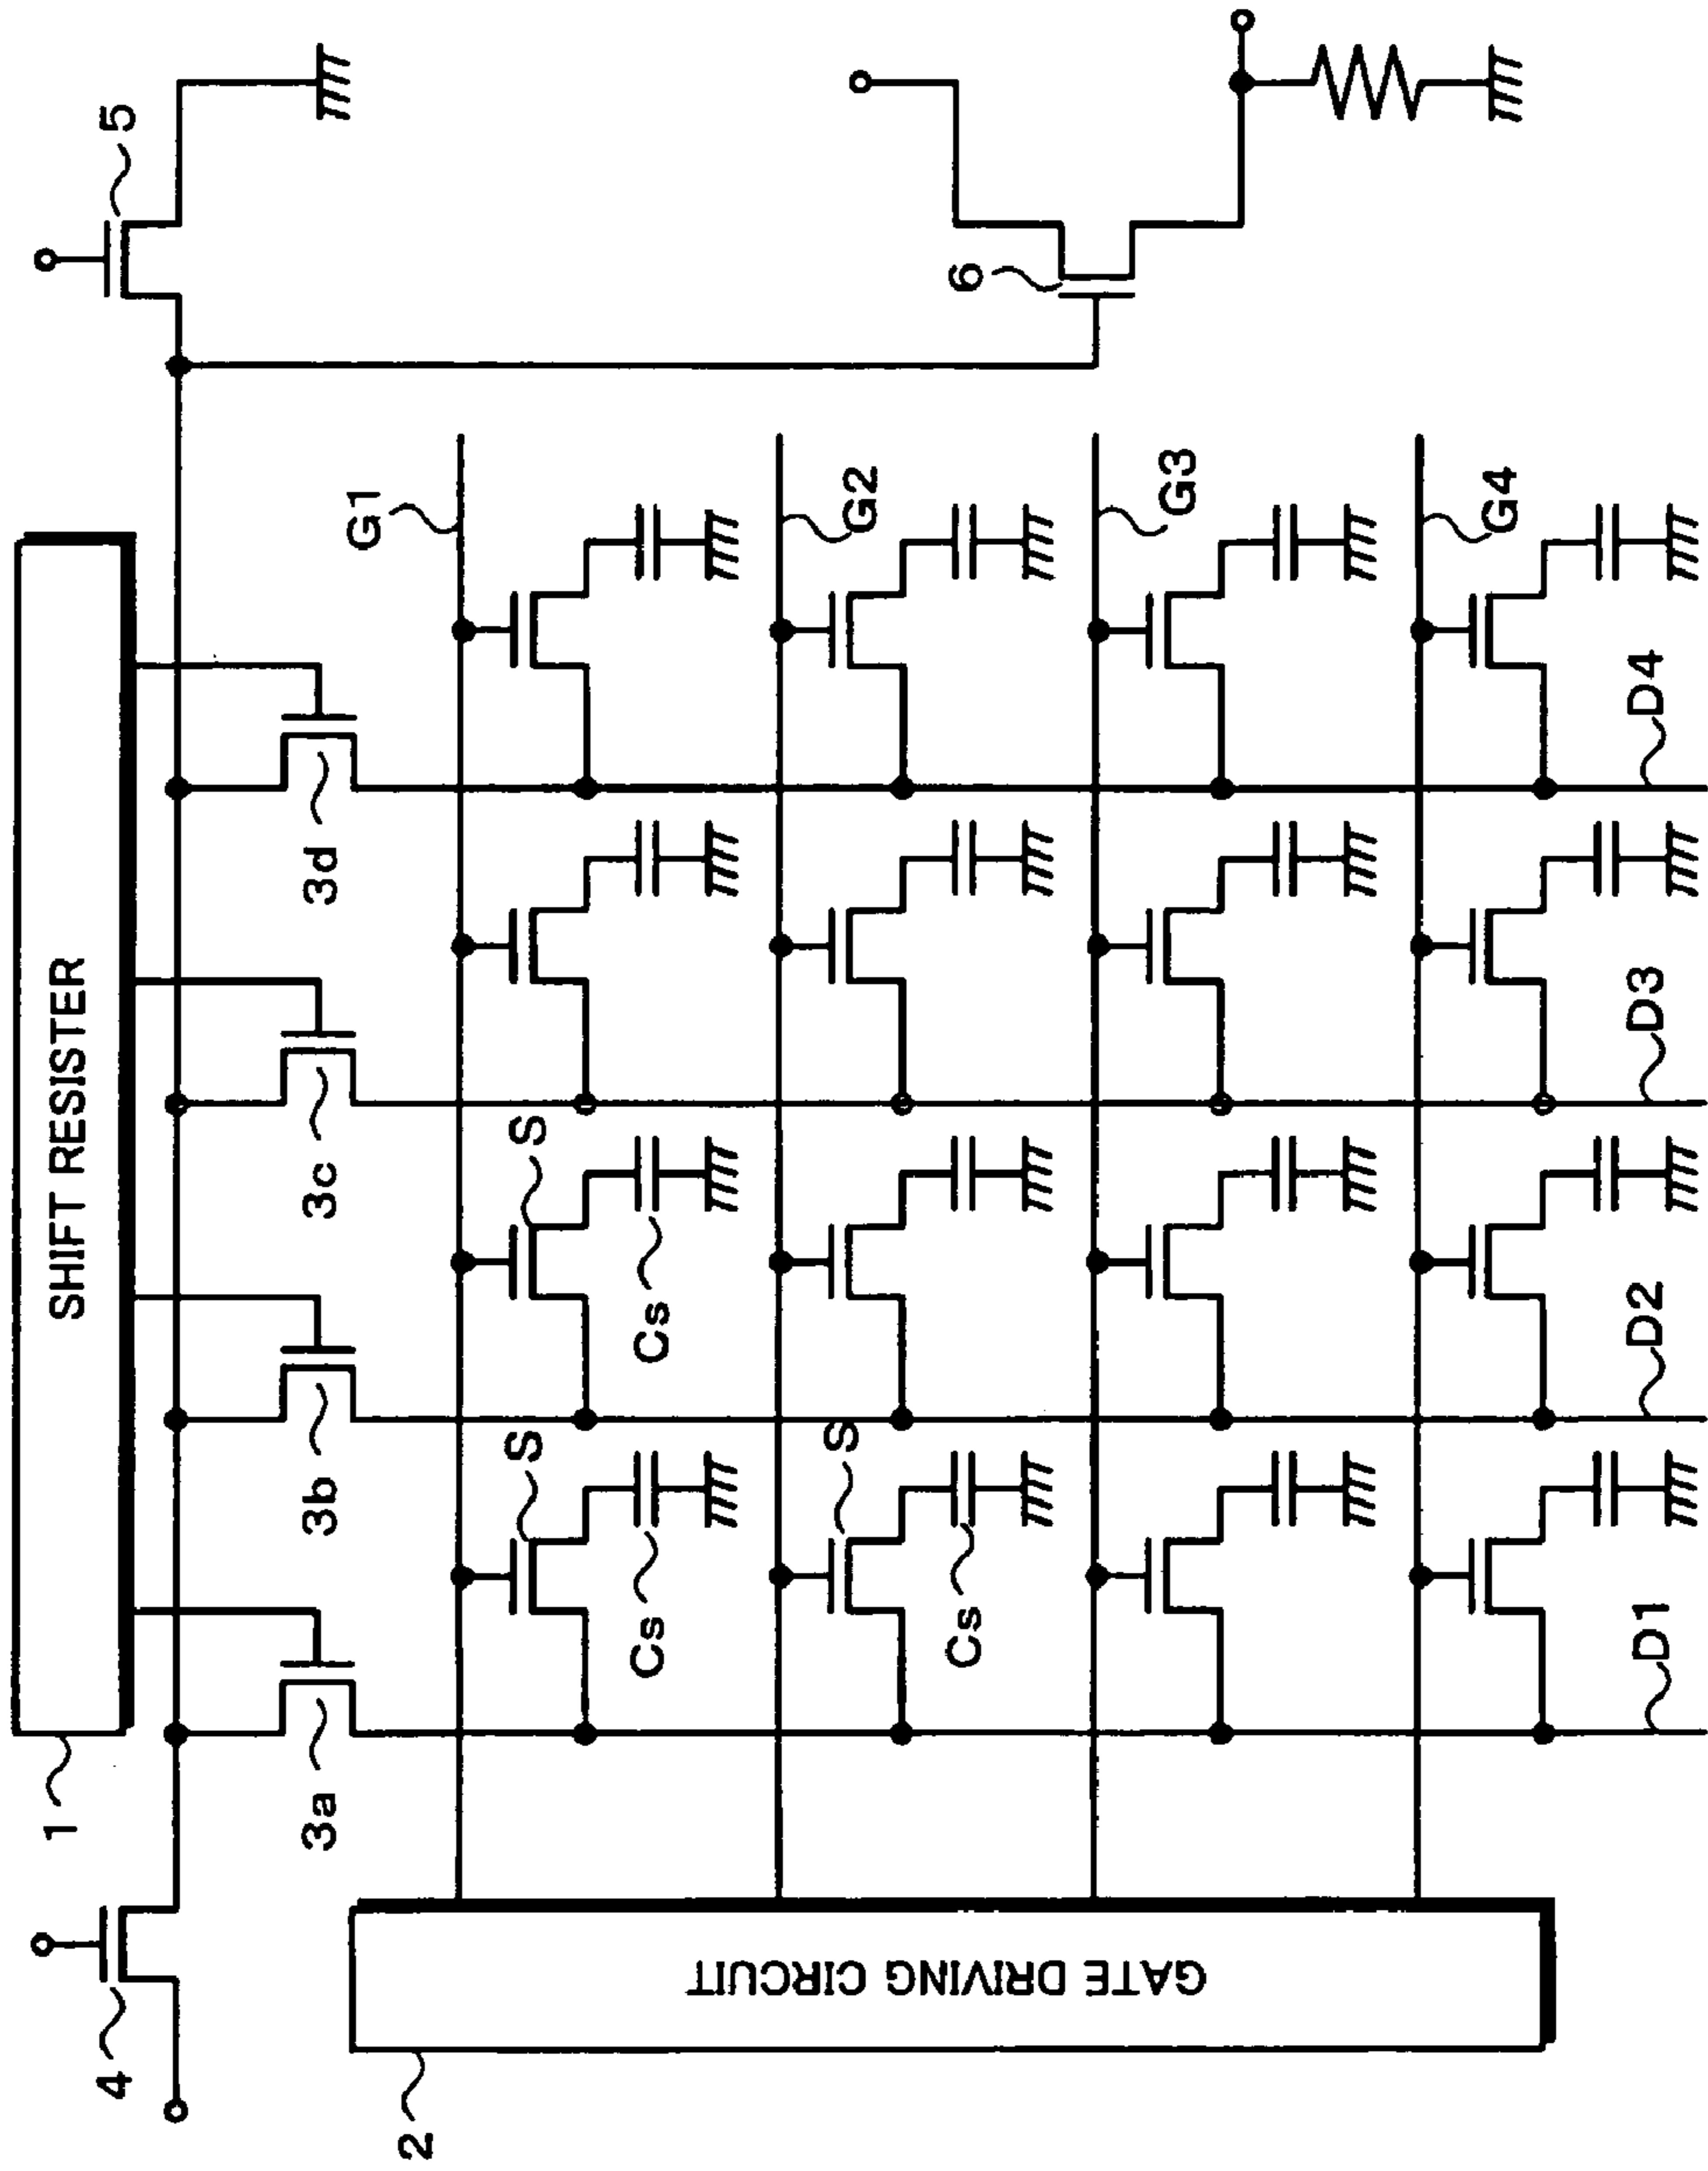 1
SHIFT RESISTER
4
5
3a
3b
3c
3d
G1
2
S
S
Cs
Cs
S
G2
Cs
6
GATE DRIVING CIRCUIT
G3
G4
D1
D2
D3
D4